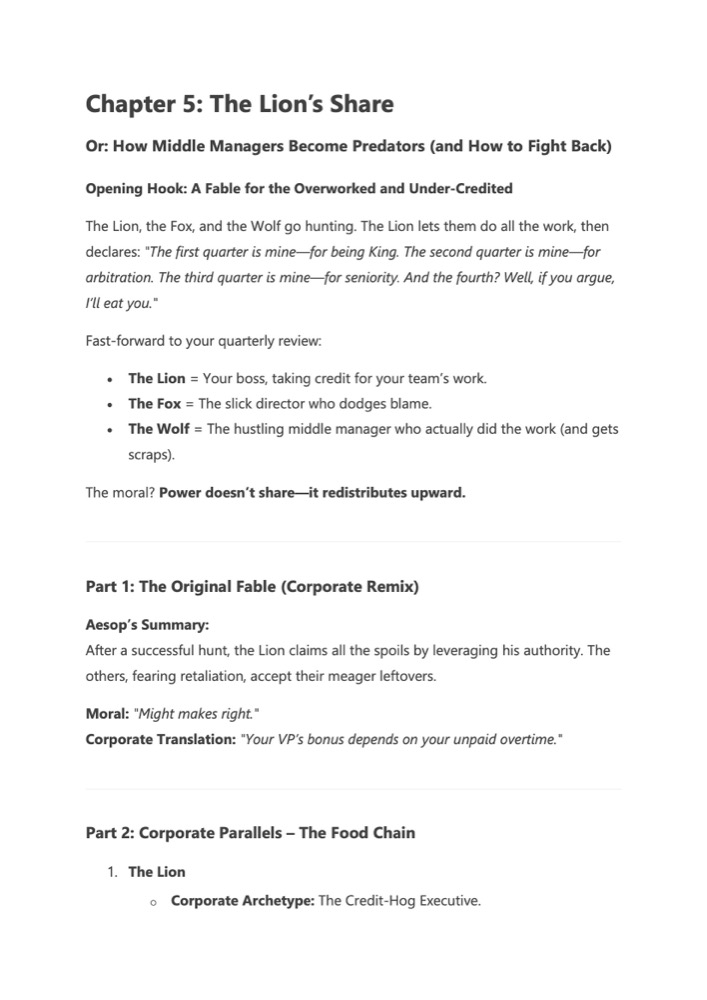 Chapter 5: The Lion’s Share
Or: How Middle Managers Become Predators (and How to Fight Back)
Opening Hook: A Fable for the Overworked and Under-Credited
The Lion, the Fox, and the Wolf go hunting. The Lion lets them do all the work, then
declares: "The first quarter is mine—for being King. The second quarter is mine—for
arbitration. The third quarter is mine—for seniority. And the fourth? Well, if you argue,
I’ll eat you."
Fast-forward to your quarterly review:
• The Lion = Your boss, taking credit for your team’s work.
• The Fox = The slick director who dodges blame.
• The Wolf = The hustling middle manager who actually did the work (and gets
scraps).
The moral? Power doesn’t share—it redistributes upward.
Part 1: The Original Fable (Corporate Remix)
Aesop’s Summary:
After a successful hunt, the Lion claims all the spoils by leveraging his authority. The
others, fearing retaliation, accept their meager leftovers.
Moral: "Might makes right."
Corporate Translation: "Your VP’s bonus depends on your unpaid overtime."
Part 2: Corporate Parallels – The Food Chain
1. The Lion
○ Corporate Archetype: The Credit-Hog Executive.